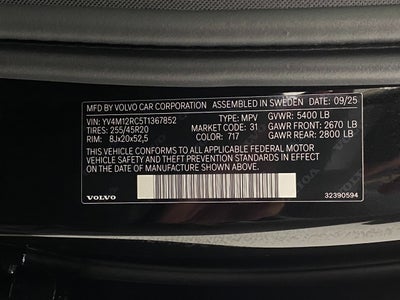 MFD BY VOLVO CAR CORPORATION ASSEMBLED IN SWEDEN DATE: 09/25
VIN: YV4M12RC5T1367852 TYPE: MPV GVWR: 5400 LB
TIRES: 255/45R20 MARKET CODE: 31 GAWR FRONT: 2670 LB
RIM: 8Jx20x52,5 COLOR: 717 GAWR REAR: 2800 LB
THIS VEHICLE CONFORMS TO ALL APPLICABLE FEDERAL MOTOR
VEHICLE SAFETY, BUMPER, AND THEFT PREVENTION STANDARDS IN EFFECT
ON THE DATE OF MANUFACTURE SHOWN ABOVE.
VOLVO 32390594